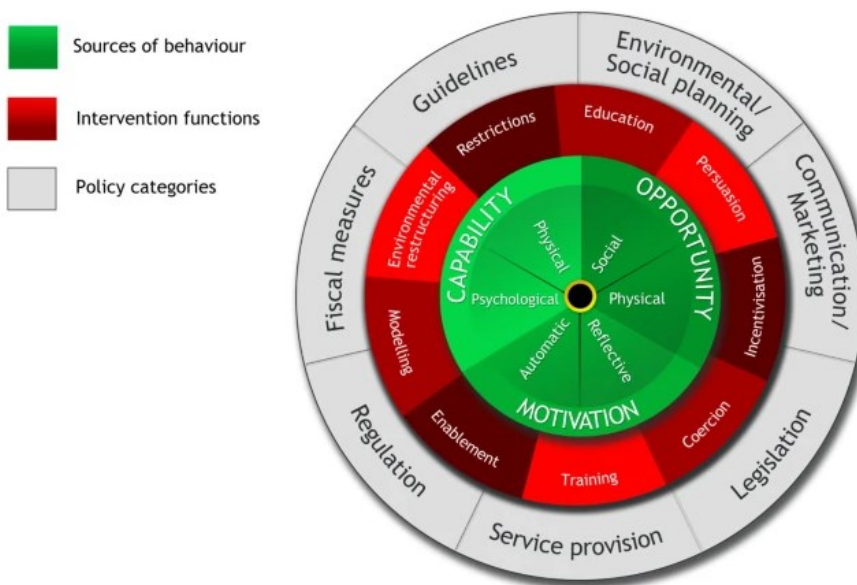 Sources of behaviour
Intervention functions
Policy categories
Guidelines
Environmental/
Social planning
Communication/
Marketing
Legislation
Service provision
Regulation
Fiscal measures
Restrictions
Education
Persuasion
Incentivisation
Coercion
Training
Enablement
Modelling
Environmental
restructuring
CAPABILITY
OPPORTUNITY
MOTIVATION
Physical
Social
Psychological
Physical
Automatic
Reflective